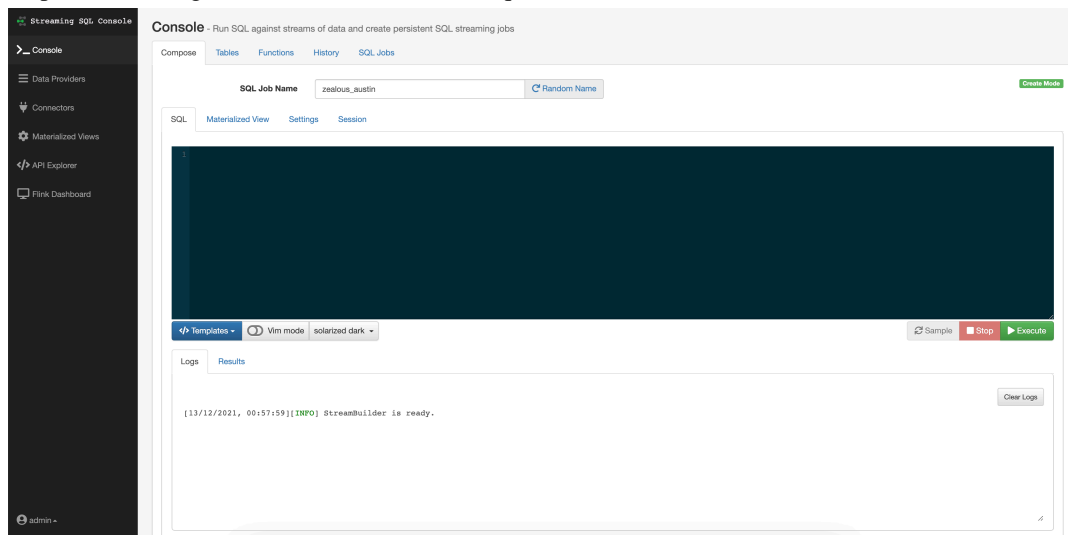 Streaming SQL Console
Console
Data Providers
Connectors
Materialized Views
API Explorer
Flink Dashboard
admin
Console - Run SQL against streams of data and create persistent SQL streaming jobs
Compose Tables Functions History SQL Jobs
SQL Job Name zealous_austin Random Name Create Mode
SQL Materialized View Settings Session
1
</> Templates Vim mode solarized dark Sample Stop Execute
Logs Results
Clear Logs
[13/12/2021, 00:57:59][INFO] StreamBuilder is ready.